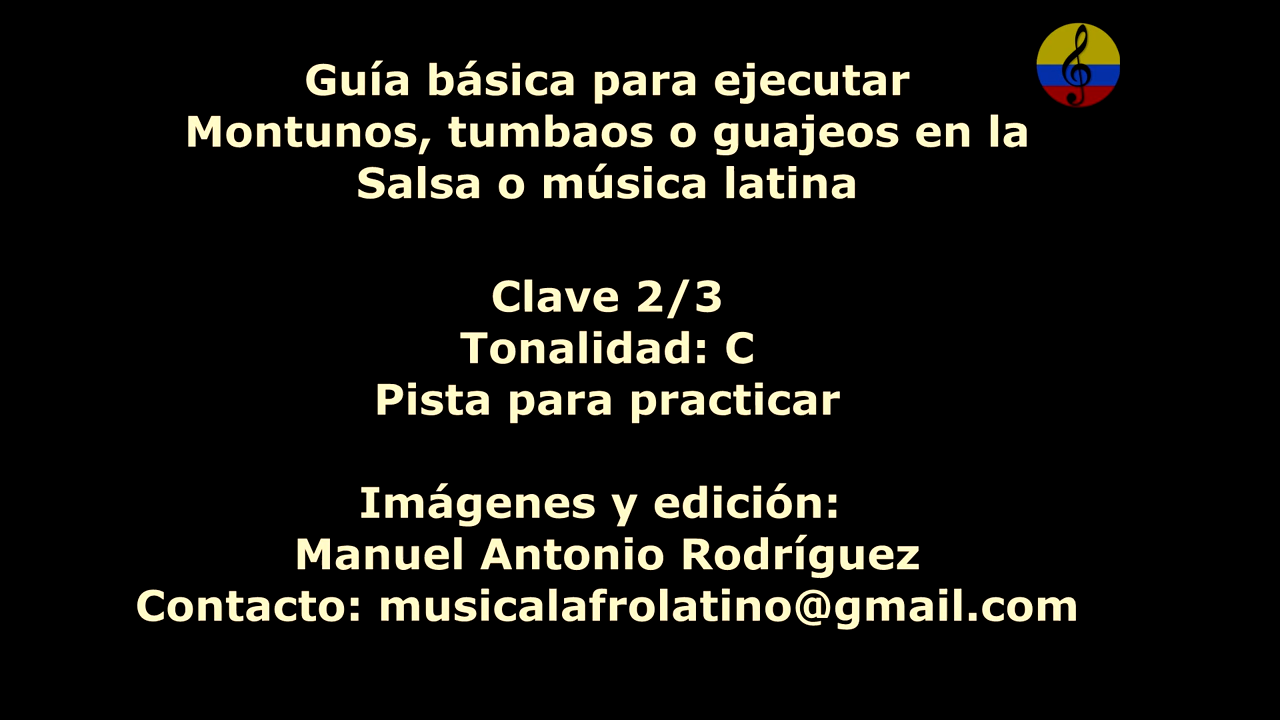 Guía básica para ejecutar
Montunos, tumbaos o guajeos en la
Salsa o música latina
Clave 2/3
Tonalidad: C
Pista para practicar
Imágenes y edición:
Manuel Antonio Rodríguez
Contacto: musicalafrolatino@gmail.com